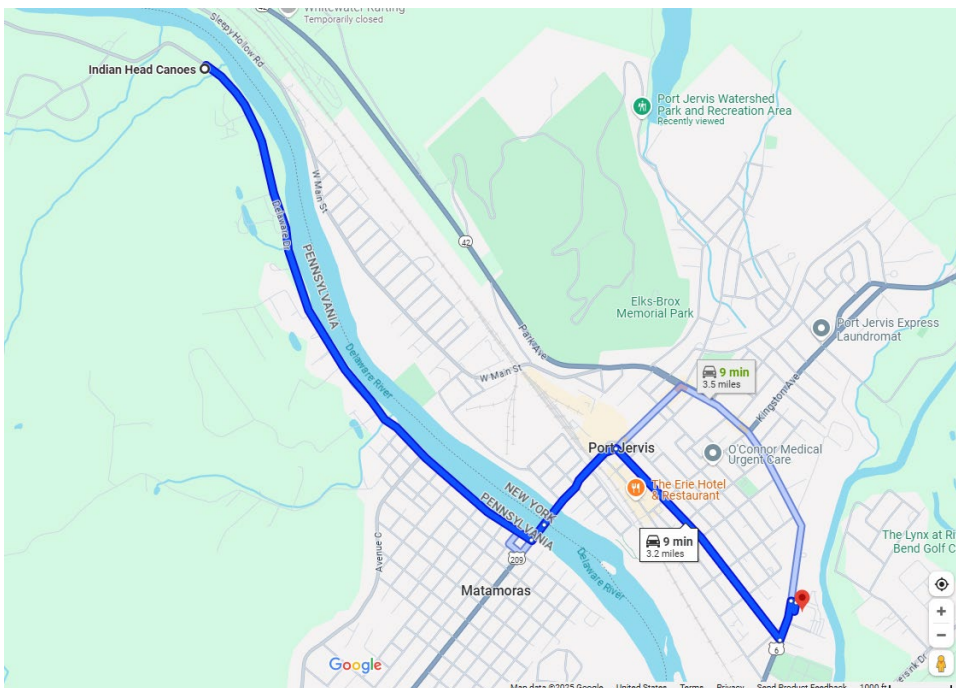 Whitewater Rafting
Temporarily closed
42
Sleepy Hollow Rd
Indian Head Canoes
Port Jervis Watershed
Park and Recreation Area
Recently viewed
W Main St
Delaware Dr
42
PENNSYLVANIA
Elks-Brox
Memorial Park
Port Jervis Express
Laundromat
Park Ave
Delaware River
W Main St
9 min
3.5 miles
Kingston Ave
Port Jervis
O'Connor Medical
Urgent Care
The Erie Hotel
& Restaurant
NEW YORK
PENNSYLVANIA
9 min
3.2 miles
The Lynx at Ri
Bend Golf C
Avenue C
209
Delaware River
Matamoras
6
Google
Map data ©2025 Google United States Terms Privacy Send Product Feedback 1000 ft